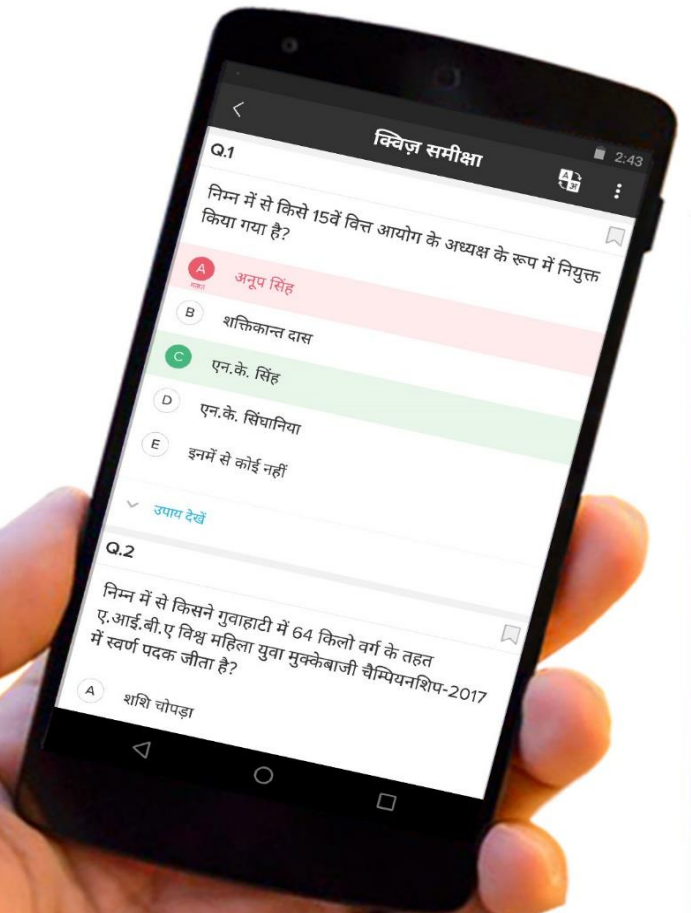 2:43
क्विज़ समीक्षा
Q.1
निम्न में से किसे 15वें वित्त आयोग के अध्यक्ष के रूप में नियुक्त
किया गया है?
A अनूप सिंह
B शक्तिकान्त दास
C एन.के. सिंह
D एन.के. सिंघानिया
E इनमें से कोई नहीं
उपाय देखें
Q.2
निम्न में से किसने गुवाहाटी में 64 किलो वर्ग के तहत
ए.आई.बी.ए विश्व महिला युवा मुक्केबाजी चैम्पियनशिप-2017
में स्वर्ण पदक जीता है?
A शशि चोपड़ा